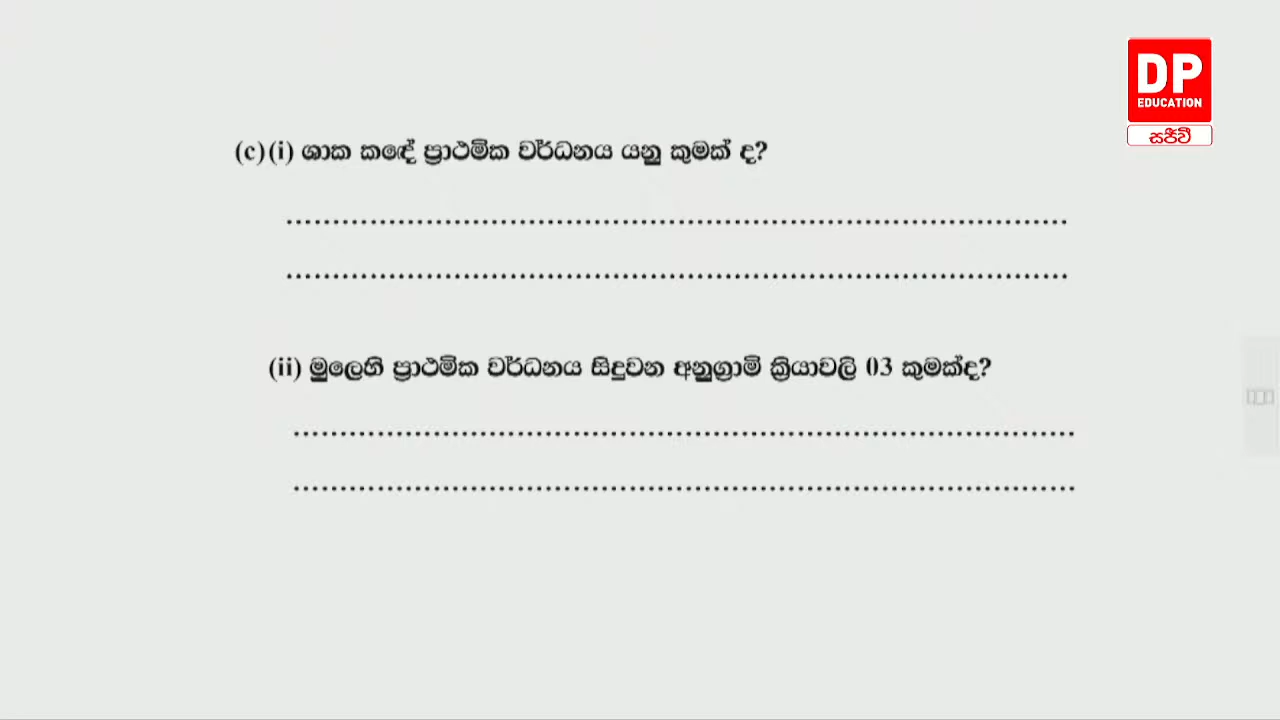 DP
EDUCATION
සජීවී
(c)(i) ශාක කඳේ ප්‍රාථමික වර්ධනය යනු කුමක් ද?
................................................................................
................................................................................
(ii) මුලෙහි ප්‍රාථමික වර්ධනය සිදුවන අනුග්‍රාමී ක්‍රියාවලි 03 කුමක්ද?
................................................................................
................................................................................